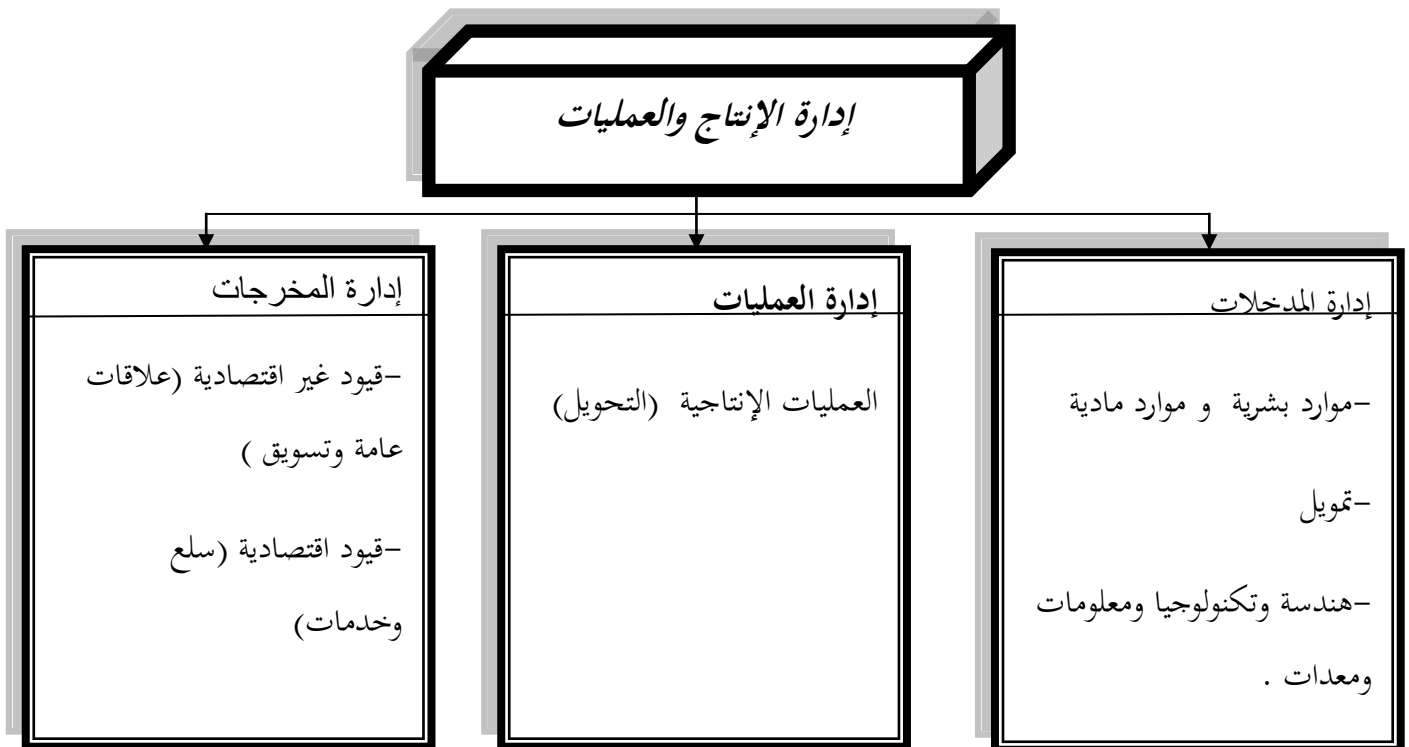 إدارة الإنتاج والعمليات
إدارة المدخلات
-موارد بشرية و موارد مادية
-تمويل
-هندسة وتكنولوجيا ومعلومات
ومعدات .
إدارة العمليات
العمليات الإنتاجية (التحويل)
إدارة المخرجات
-قيود غير اقتصادية (علاقات
عامة وتسويق )
-قيود اقتصادية (سلع
وخدمات)